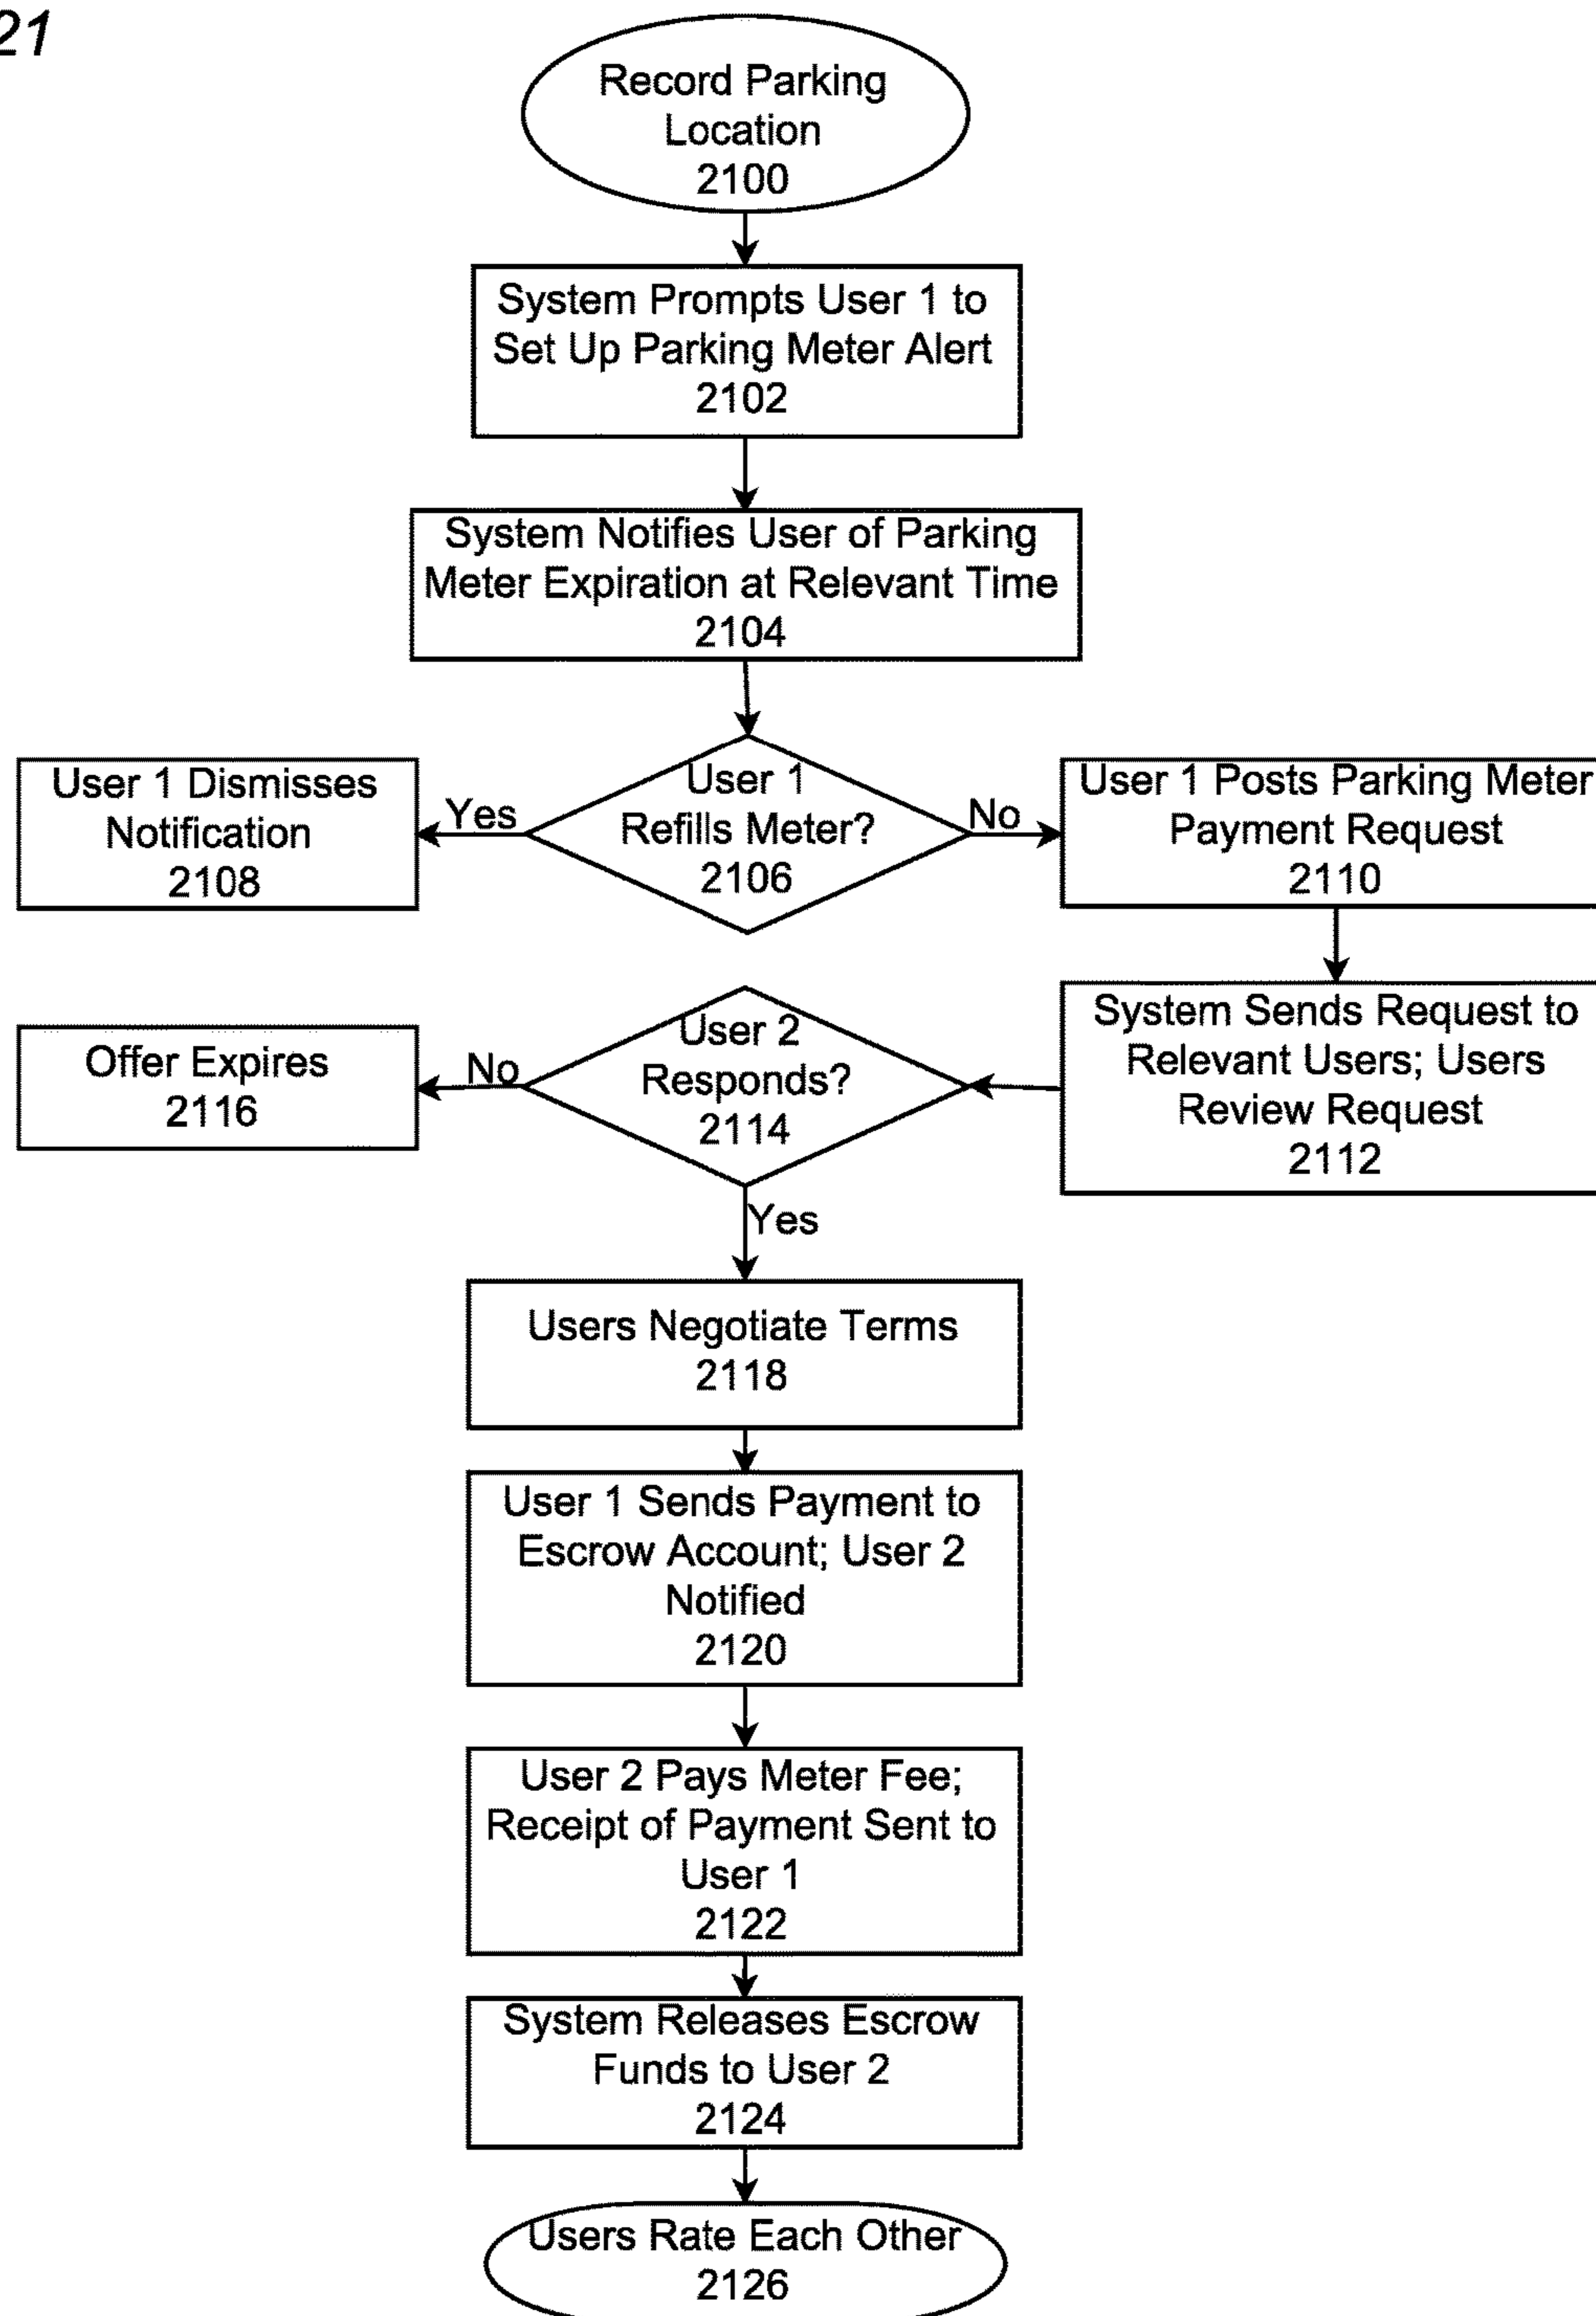 21
Record Parking
Location
2100
System Prompts User 1 to
Set Up Parking Meter Alert
2102
System Notifies User of Parking
Meter Expiration at Relevant Time
2104
User 1 Dismisses
Notification
2108
Yes
User 1
Refills Meter?
2106
No
User 1 Posts Parking Meter
Payment Request
2110
Offer Expires
2116
No
User 2
Responds?
2114
System Sends Request to
Relevant Users; Users
Review Request
2112
Yes
Users Negotiate Terms
2118
User 1 Sends Payment to
Escrow Account; User 2
Notified
2120
User 2 Pays Meter Fee;
Receipt of Payment Sent to
User 1
2122
System Releases Escrow
Funds to User 2
2124
Users Rate Each Other
2126